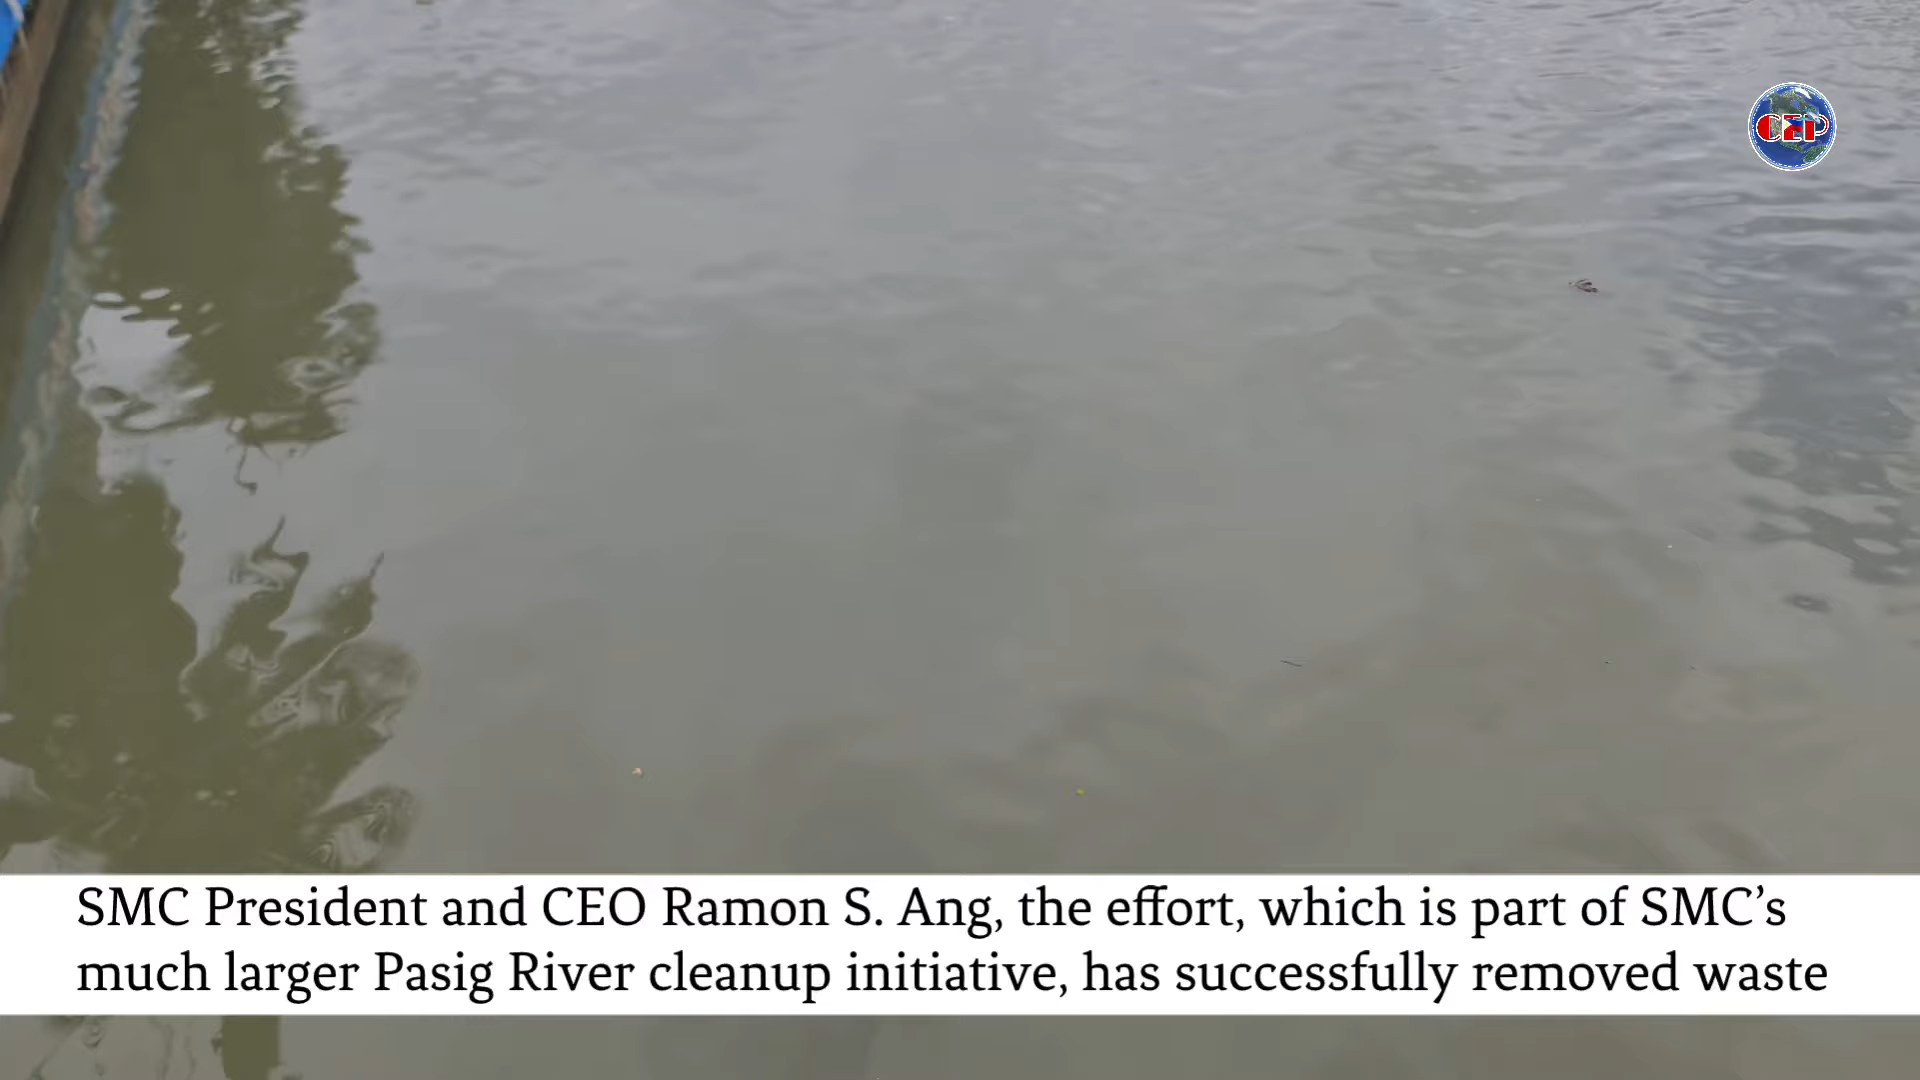 CEP
SMC President and CEO Ramon S. Ang, the effort, which is part of SMC’s
much larger Pasig River cleanup initiative, has successfully removed waste